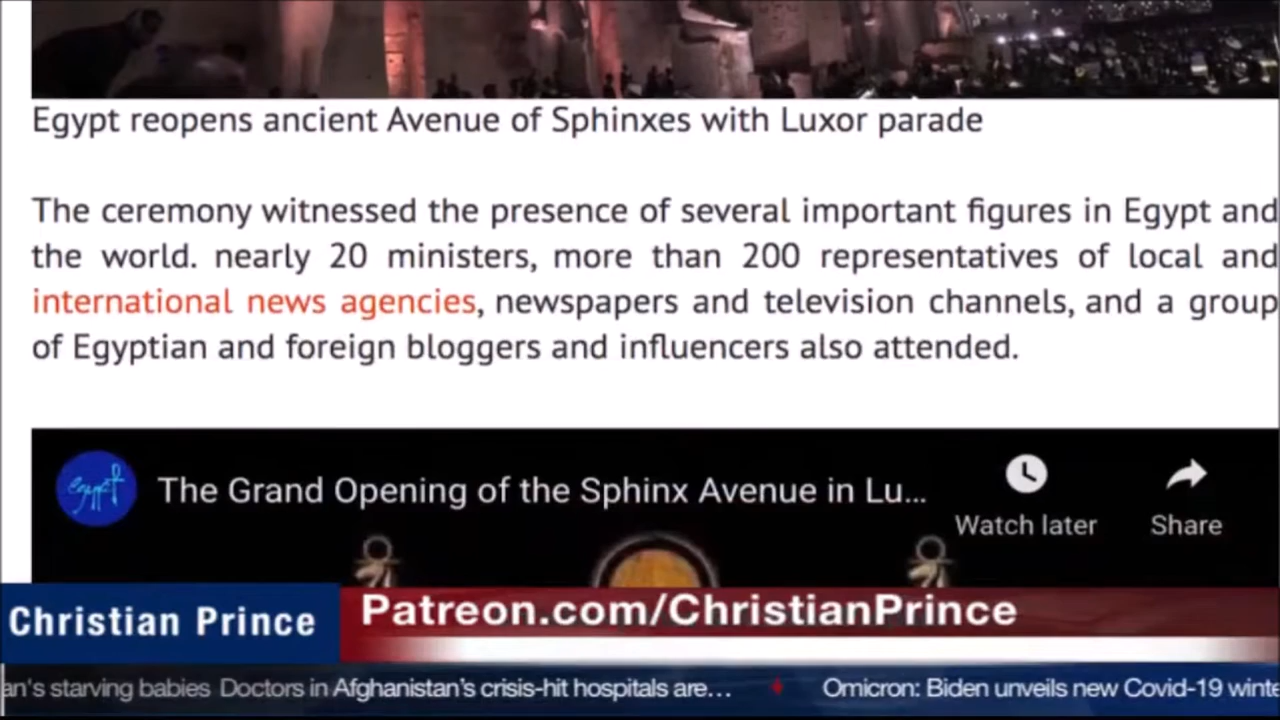 Egypt reopens ancient Avenue of Sphinxes with Luxor parade
The ceremony witnessed the presence of several important figures in Egypt and
the world. nearly 20 ministers, more than 200 representatives of local and
international news agencies, newspapers and television channels, and a group
of Egyptian and foreign bloggers and influencers also attended.
egypt
The Grand Opening of the Sphinx Avenue in Lu...
Watch later
Share
Christian Prince
Patreon.com/ChristianPrince
an's starving babies Doctors in Afghanistan's crisis-hit hospitals are... Omicron: Biden unveils new Covid-19 winte